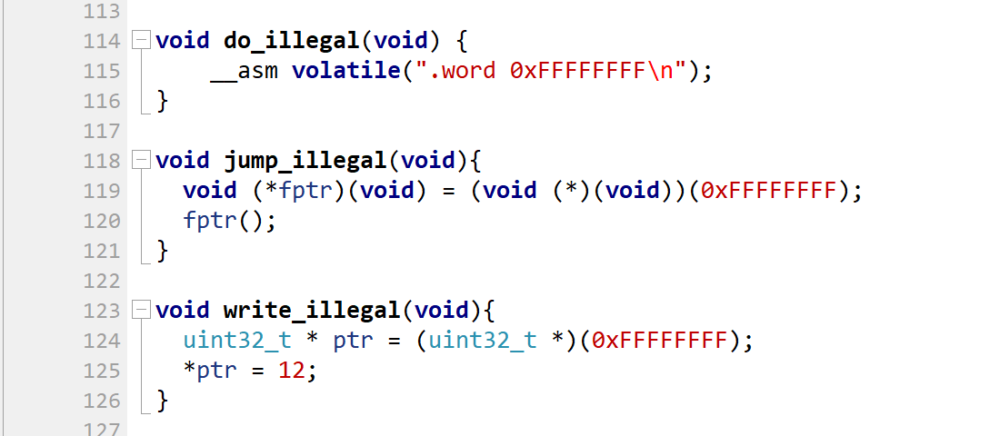 113
114 void do_illegal(void) {
115     __asm volatile(".word 0xFFFFFFFF\n");
116 }
117
118 void jump_illegal(void){
119   void (*fptr)(void) = (void (*)(void))(0xFFFFFFFF);
120   fptr();
121 }
122
123 void write_illegal(void){
124   uint32_t * ptr = (uint32_t *)(0xFFFFFFFF);
125   *ptr = 12;
126 }
127